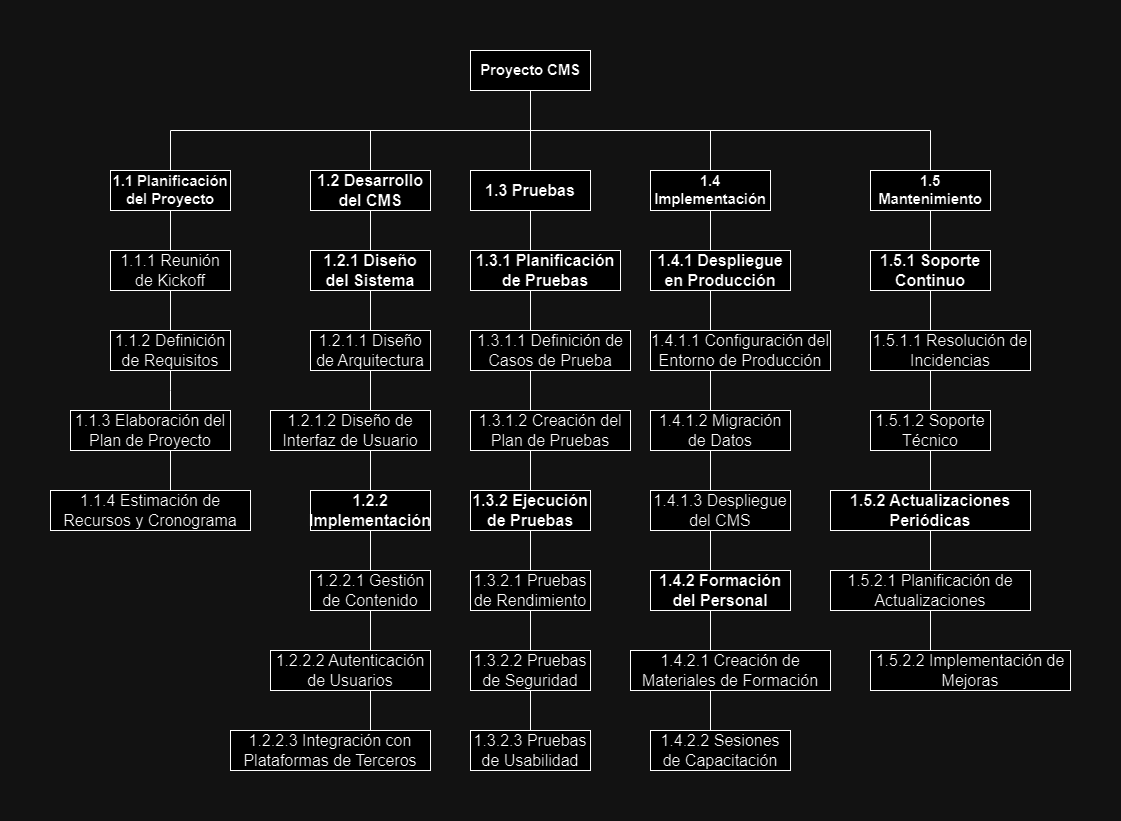 Proyecto CMS
1.1 Planificación
del Proyecto
1.1.1 Reunión
de Kickoff
1.1.2 Definición
de Requisitos
1.1.3 Elaboración del
Plan de Proyecto
1.1.4 Estimación de
Recursos y Cronograma
1.2 Desarrollo
del CMS
1.2.1 Diseño
del Sistema
1.2.1.1 Diseño
de Arquitectura
1.2.1.2 Diseño de
Interfaz de Usuario
1.2.2
Implementación
1.2.2.1 Gestión
de Contenido
1.2.2.2 Autenticación
de Usuarios
1.2.2.3 Integración con
Plataformas de Terceros
1.3 Pruebas
1.3.1 Planificación
de Pruebas
1.3.1.1 Definición de
Casos de Prueba
1.3.1.2 Creación del
Plan de Pruebas
1.3.2 Ejecución
de Pruebas
1.3.2.1 Pruebas
de Rendimiento
1.3.2.2 Pruebas
de Seguridad
1.3.2.3 Pruebas
de Usabilidad
1.4
Implementación
1.4.1 Despliegue
en Producción
1.4.1.1 Configuración del
Entorno de Producción
1.4.1.2 Migración
de Datos
1.4.1.3 Despliegue
del CMS
1.4.2 Formación
del Personal
1.4.2.1 Creación de
Materiales de Formación
1.4.2.2 Sesiones
de Capacitación
1.5
Mantenimiento
1.5.1 Soporte
Continuo
1.5.1.1 Resolución de
Incidencias
1.5.1.2 Soporte
Técnico
1.5.2 Actualizaciones
Periódicas
1.5.2.1 Planificación de
Actualizaciones
1.5.2.2 Implementación de
Mejoras